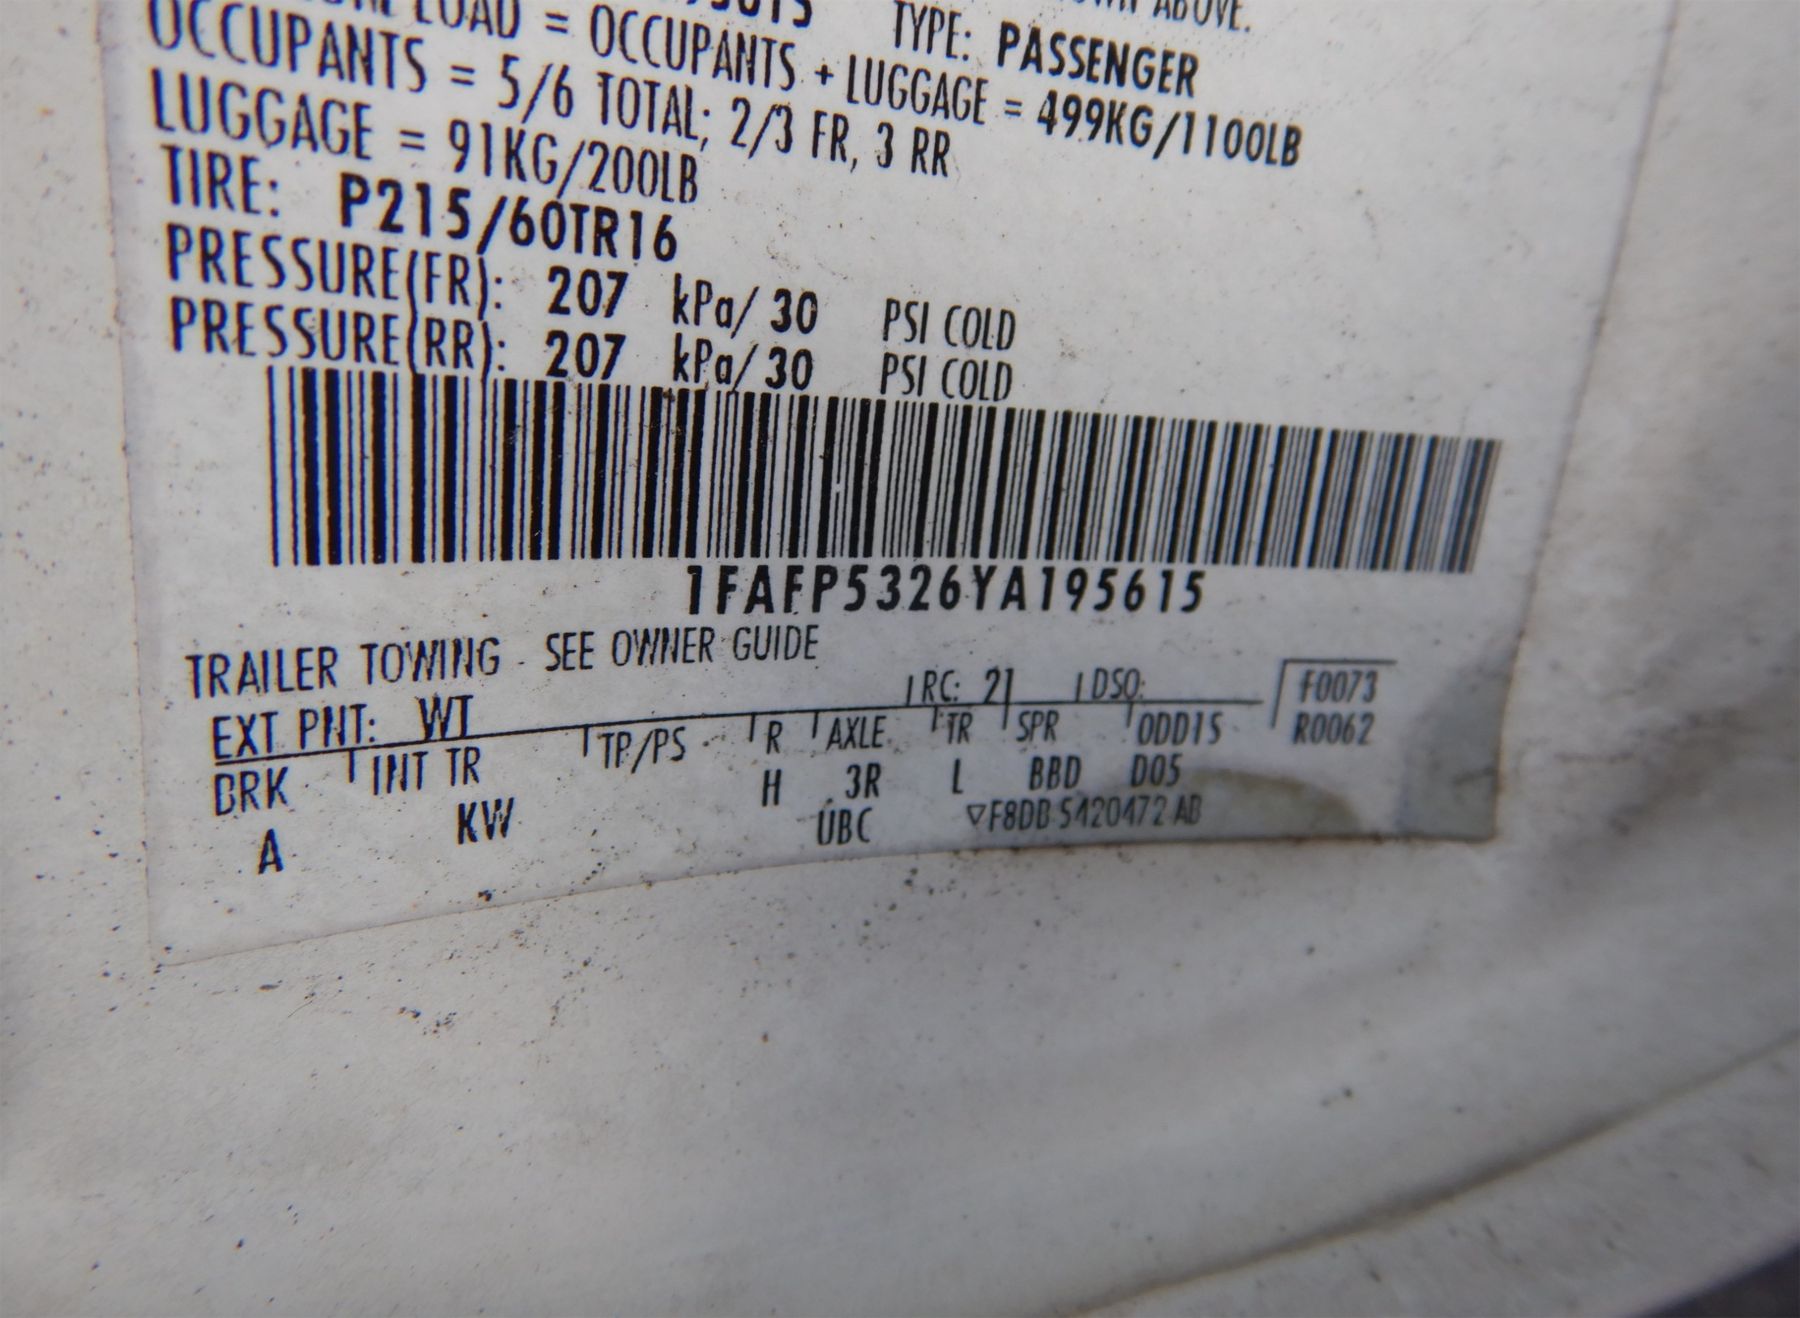 LOAD = OCCUPANTS + LUGGAGE = 499KG/1100LB
TYPE: PASSENGER
ABOVE.
OCCUPANTS = 5/6 TOTAL; 2/3 FR, 3 RR
LUGGAGE = 91KG/200LB
TIRE: P215/60TR16
PRESSURE(FR): 207 kPa/ 30 PSI COLD
PRESSURE(RR): 207 kPa/ 30 PSI COLD
1FAFP5326YA195615
TRAILER TOWING - SEE OWNER GUIDE
EXT PNT: WT RC: 21 DSO: F0073
BRK INT TR TP/PS R AXLE TR SPR ODD1S R0062
A KW H 3R L BBD D05
UBC ▽F8DB 5420472 AB